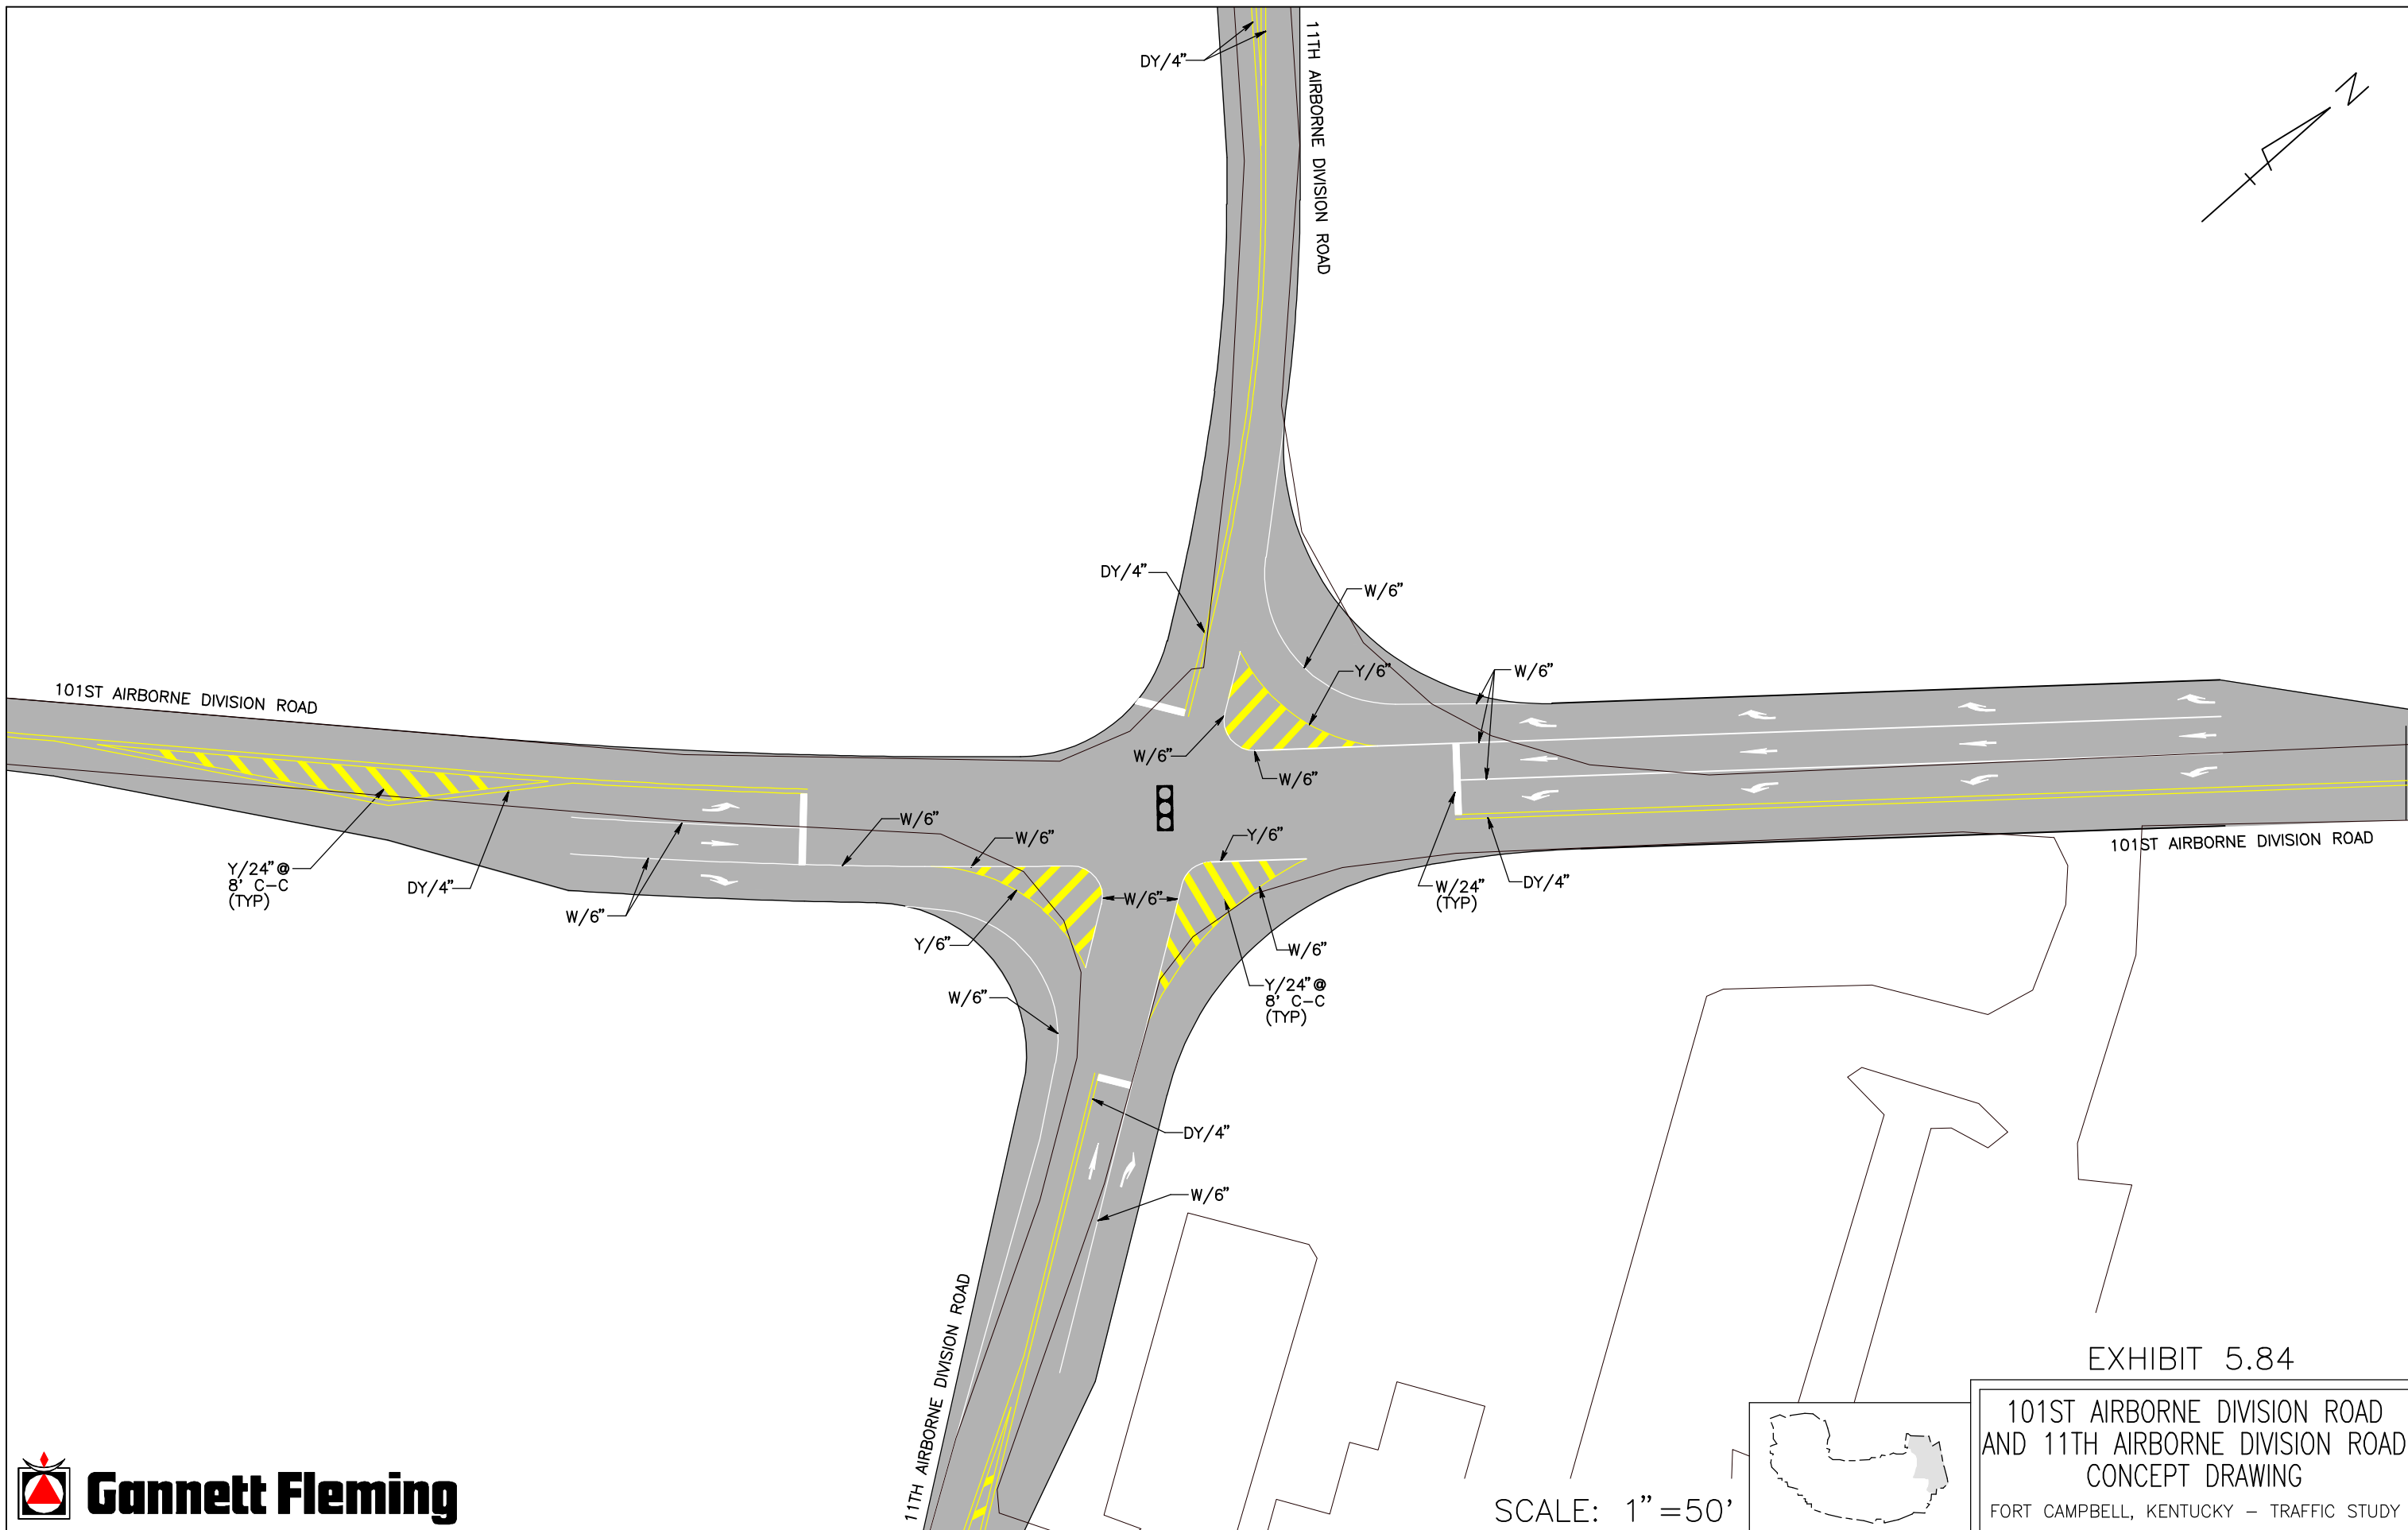 DY/4"
11TH AIRBORNE DIVISION ROAD
N
DY/4"
W/6"
W/6"
Y/6"
101ST AIRBORNE DIVISION ROAD
W/6"
W/6"
W/6"
W/6"
Y/6"
101ST AIRBORNE DIVISION ROAD
Y/24"@
8' C-C
(TYP)
DY/4"
W/6"
W/6"
W/24"
(TYP)
DY/4"
Y/6"
W/6"
W/6"
Y/24"@
8' C-C
(TYP)
DY/4"
W/6"
11TH AIRBORNE DIVISION ROAD
EXHIBIT 5.84
101ST AIRBORNE DIVISION ROAD
AND 11TH AIRBORNE DIVISION ROAD
CONCEPT DRAWING
FORT CAMPBELL, KENTUCKY – TRAFFIC STUDY
SCALE: 1"=50'
Gannett Fleming